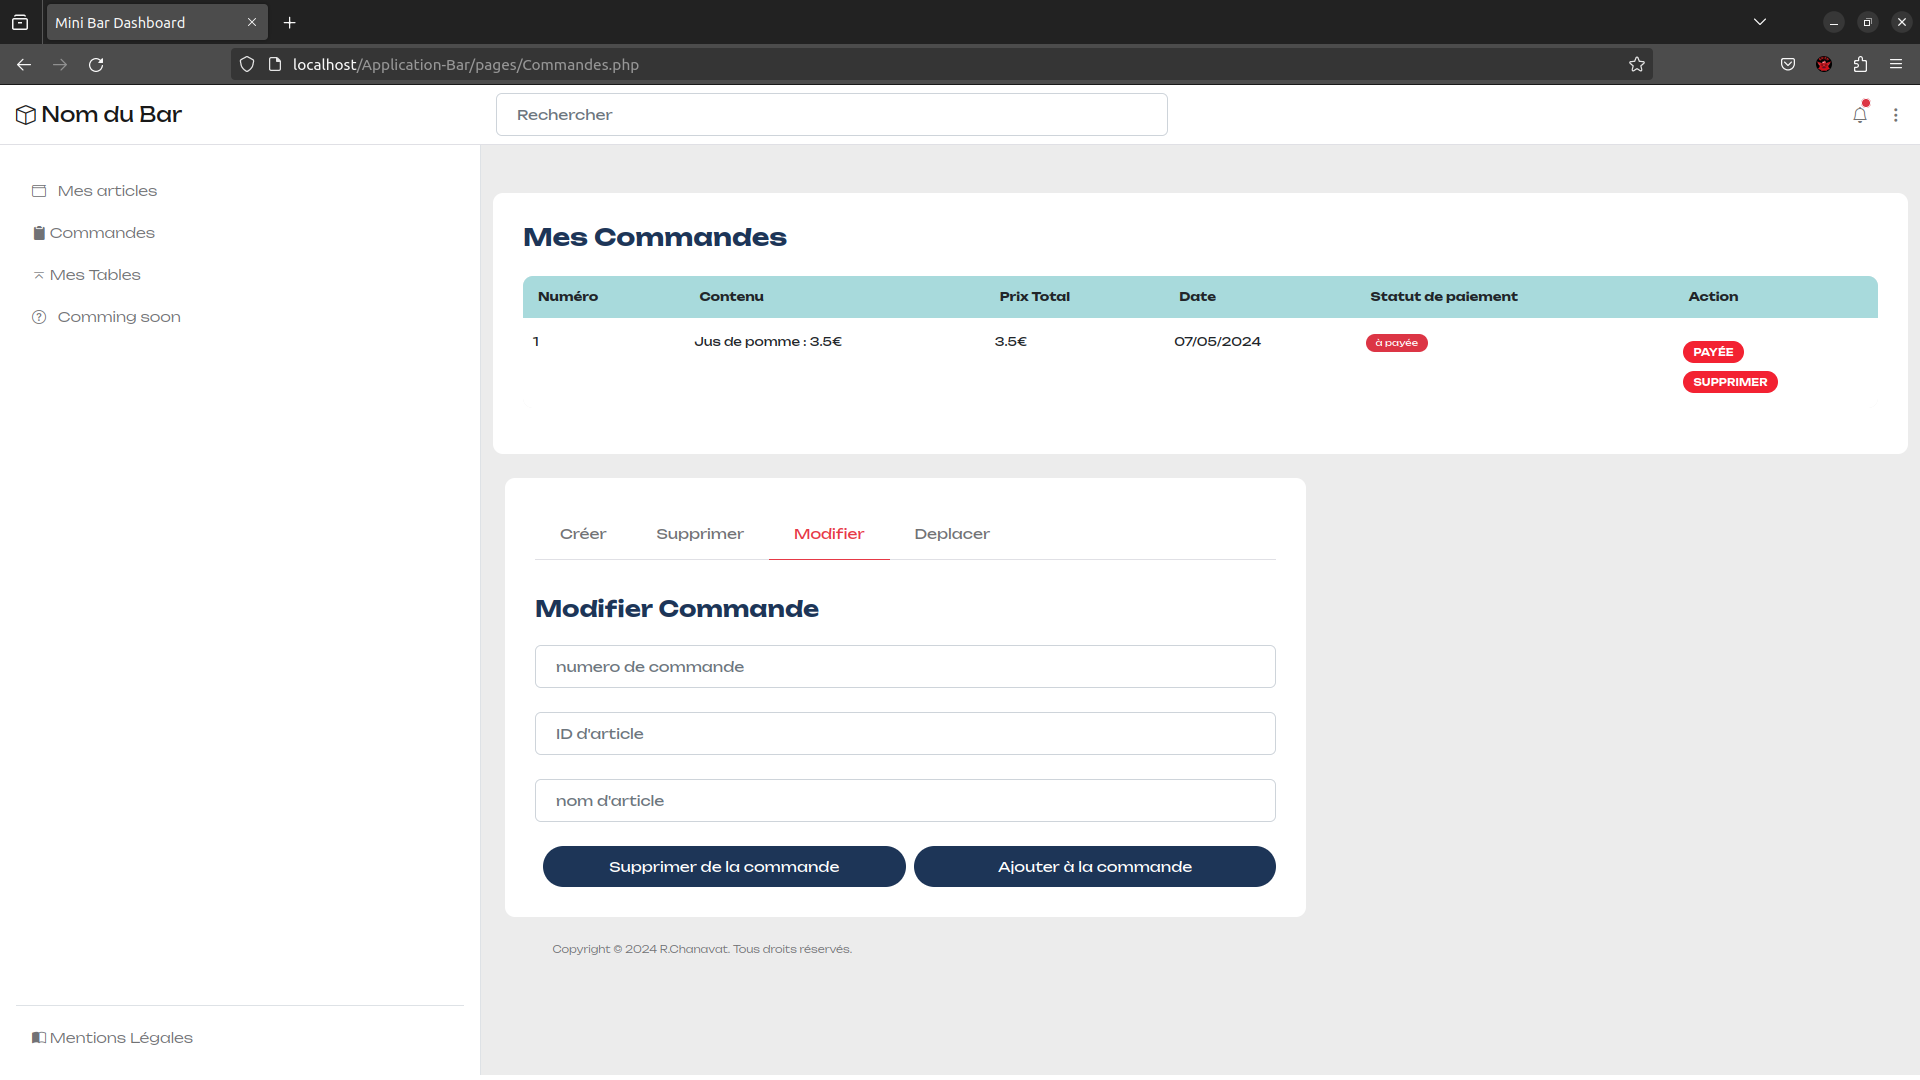 Mini Bar Dashboard
localhost/Application-Bar/pages/Commandes.php
Nom du Bar
Rechercher
Mes articles
Commandes
Mes Tables
Comming soon
Mentions Légales
Mes Commandes
Numéro Contenu Prix Total Date Statut de paiement Action
1 Jus de pomme : 3.5€ 3.5€ 07/05/2024 à payée PAYÉE
SUPPRIMER
Créer Supprimer Modifier Deplacer
Modifier Commande
numero de commande
ID d'article
nom d'article
Supprimer de la commande Ajouter à la commande
Copyright © 2024 R.Chanavat. Tous droits réservés.